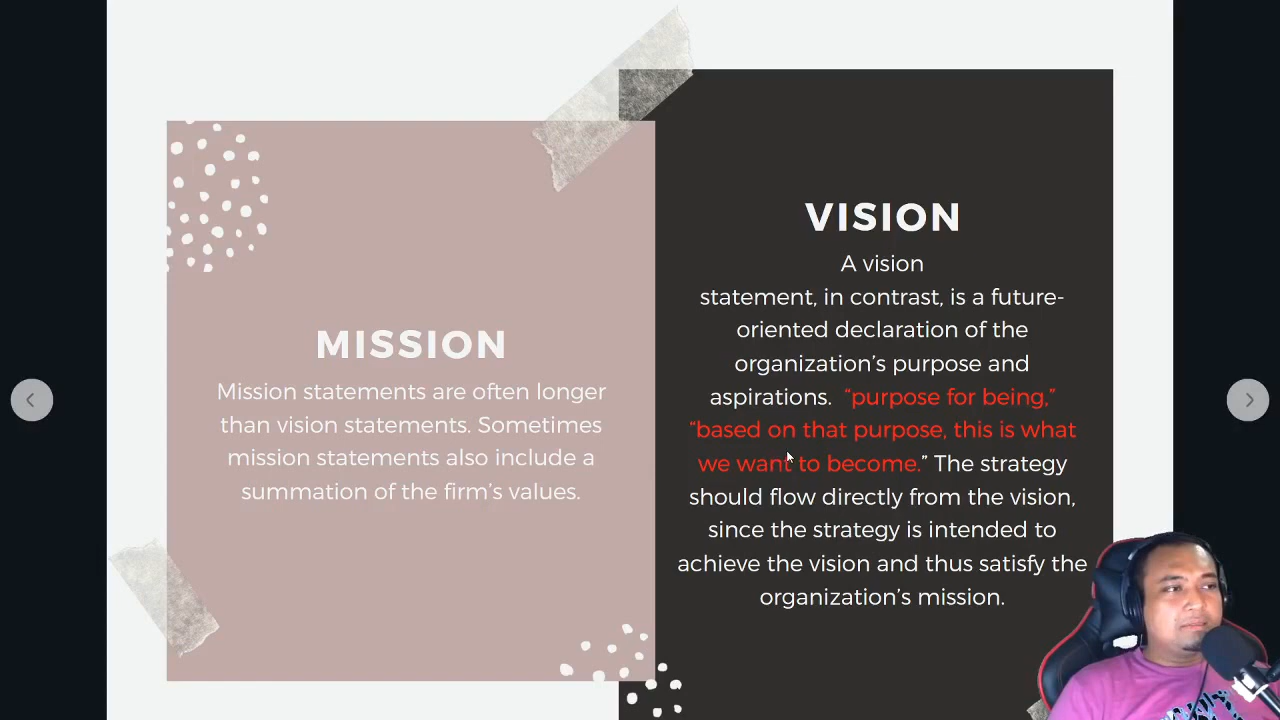 MISSION
Mission statements are often longer
than vision statements. Sometimes
mission statements also include a
summation of the firm’s values.
VISION
A vision
statement, in contrast, is a future-
oriented declaration of the
organization’s purpose and
aspirations. “purpose for being,”
“based on that purpose, this is what
we want to become.” The strategy
should flow directly from the vision,
since the strategy is intended to
achieve the vision and thus satisfy the
organization’s mission.